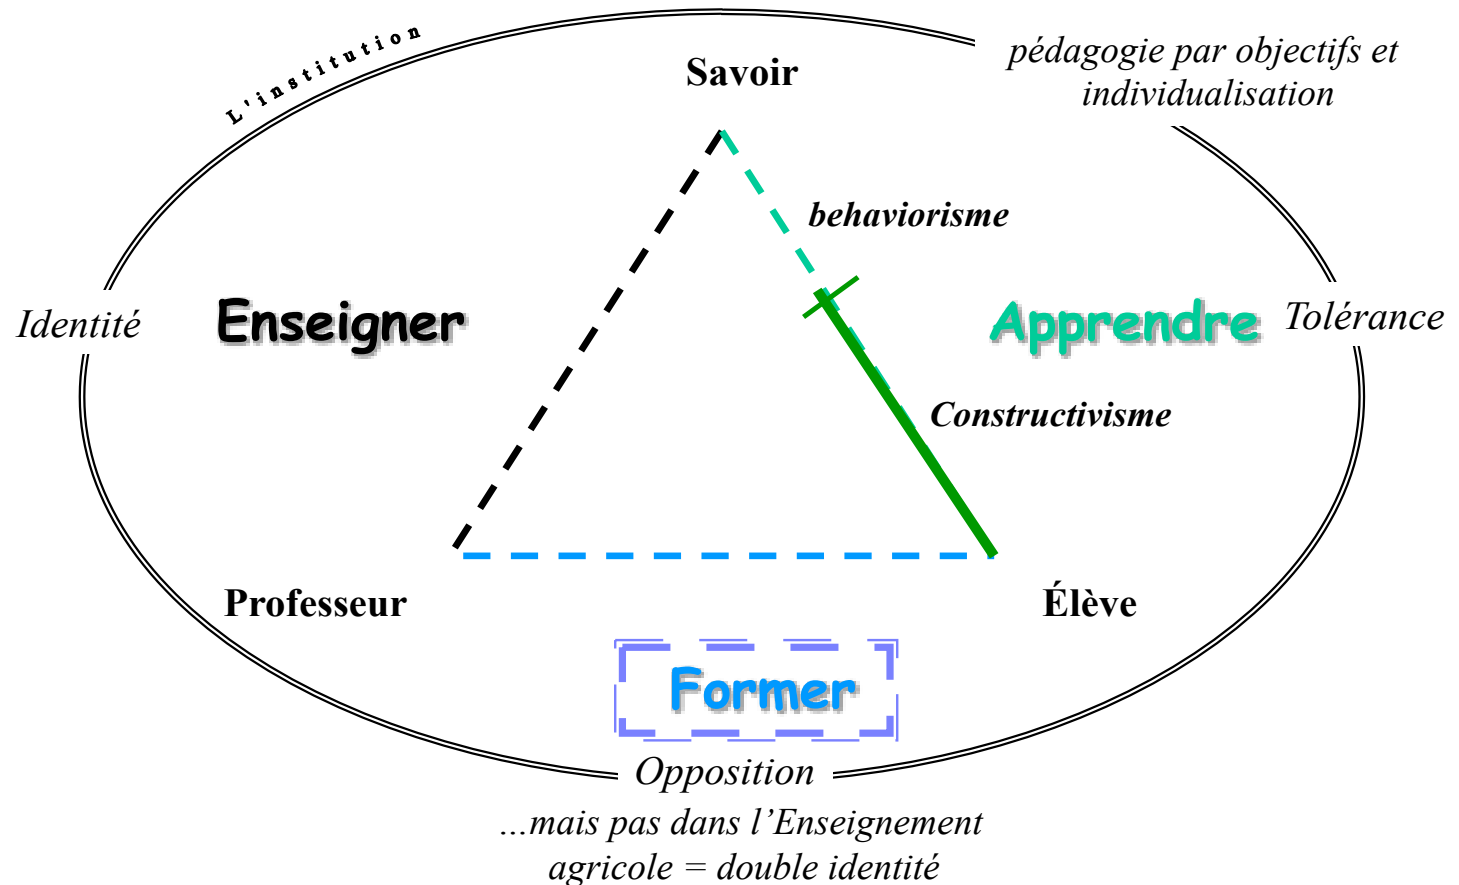 L'institution
Savoir
pédagogie par objectifs et
individualisation
behaviorisme
Identité
Enseigner
Apprendre
Tolérance
Constructivisme
Professeur
Élève
Former
Opposition
...mais pas dans l’Enseignement
agricole = double identité